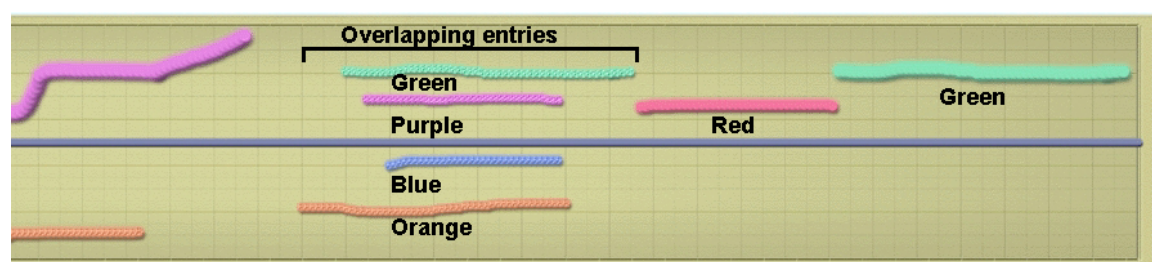 Overlapping entries
Green
Green
Purple
Red
Blue
Orange